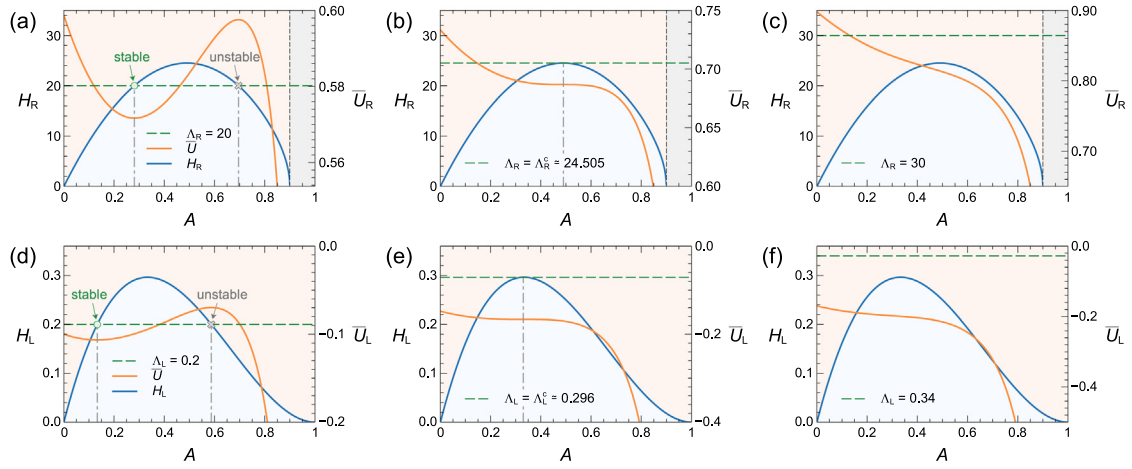 (a)
stable
unstable
H_R
Λ_R = 20
U̅
H_R
U̅_R
0 10 20 30
0.56 0.58 0.60
0 0.2 0.4 0.6 0.8 1
A
(b)
H_R
Λ_R = Λ_R^c ≃ 24.505
U̅_R
0 10 20 30
0.60 0.65 0.70 0.75
0 0.2 0.4 0.6 0.8 1
A
(c)
H_R
Λ_R = 30
U̅_R
0 10 20 30
0.70 0.80 0.90
0 0.2 0.4 0.6 0.8 1
A
(d)
stable
unstable
H_L
Λ_L = 0.2
U̅
H_L
U̅_L
0.0 0.1 0.2 0.3
−0.2 −0.1 0.0
0 0.2 0.4 0.6 0.8 1
A
(e)
H_L
Λ_L = Λ_L^c ≃ 0.296
U̅_L
0.0 0.1 0.2 0.3
−0.4 −0.2 0.0
0 0.2 0.4 0.6 0.8 1
A
(f)
H_L
Λ_L = 0.34
U̅_L
0.0 0.1 0.2 0.3
−0.4 −0.2 0.0
0 0.2 0.4 0.6 0.8 1
A